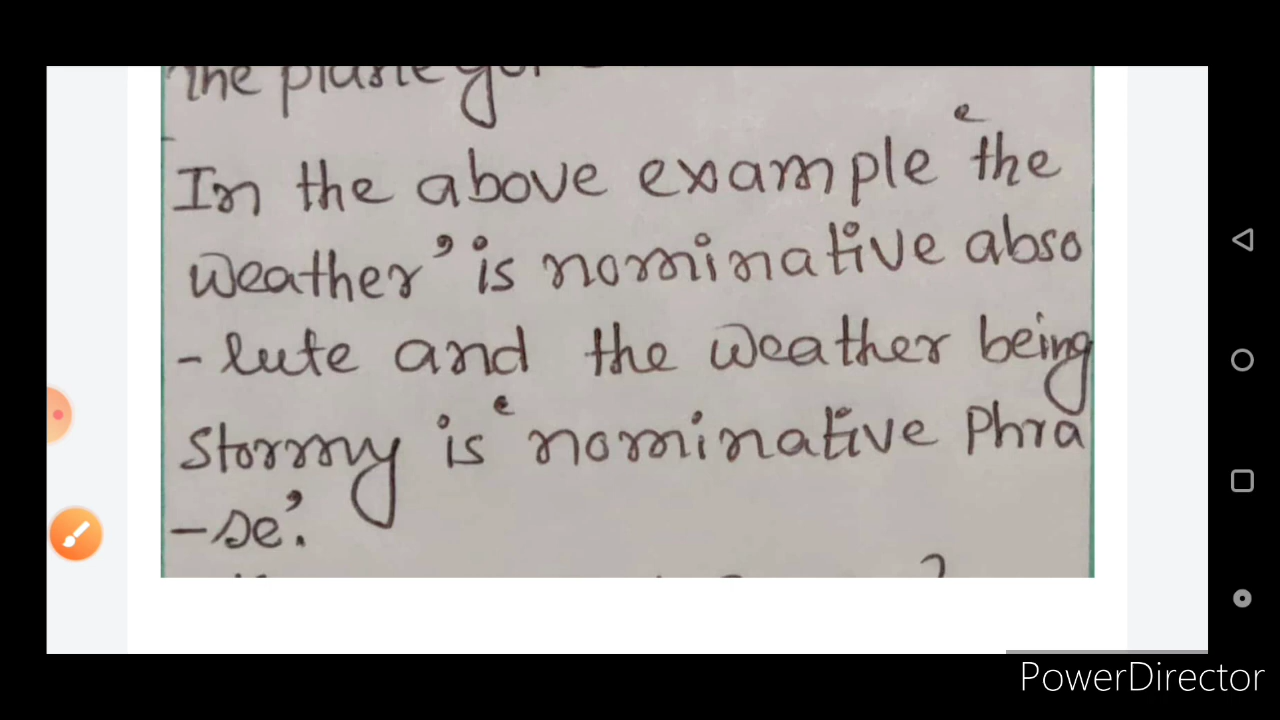 the
In the above example ‘the
weather’ is nominative abso
-lute and the weather being
stormy is ‘nominative Phra
-se’.
PowerDirector